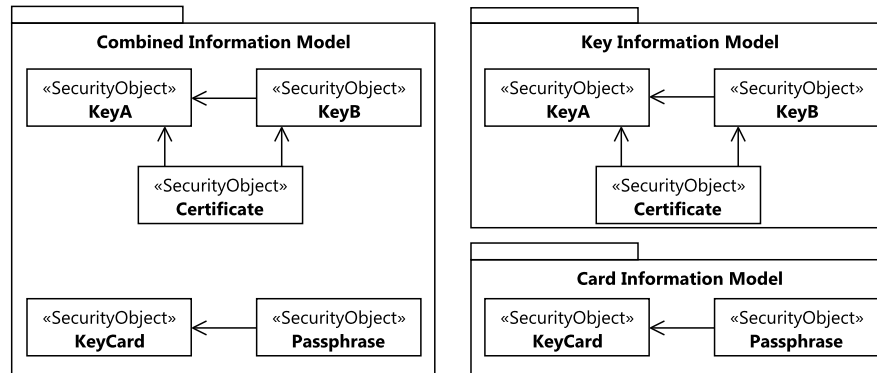 Combined Information Model
«SecurityObject»
KeyA
«SecurityObject»
KeyB
«SecurityObject»
Certificate
«SecurityObject»
KeyCard
«SecurityObject»
Passphrase
Key Information Model
«SecurityObject»
KeyA
«SecurityObject»
KeyB
«SecurityObject»
Certificate
Card Information Model
«SecurityObject»
KeyCard
«SecurityObject»
Passphrase